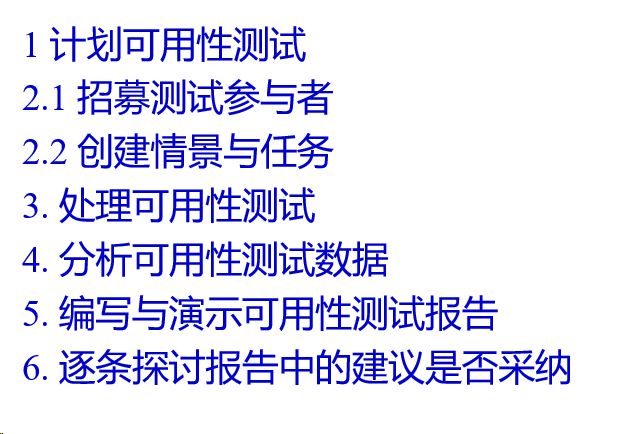 1 计划可用性测试
2.1 招募测试参与者
2.2 创建情景与任务
3. 处理可用性测试
4. 分析可用性测试数据
5. 编写与演示可用性测试报告
6. 逐条探讨报告中的建议是否采纳